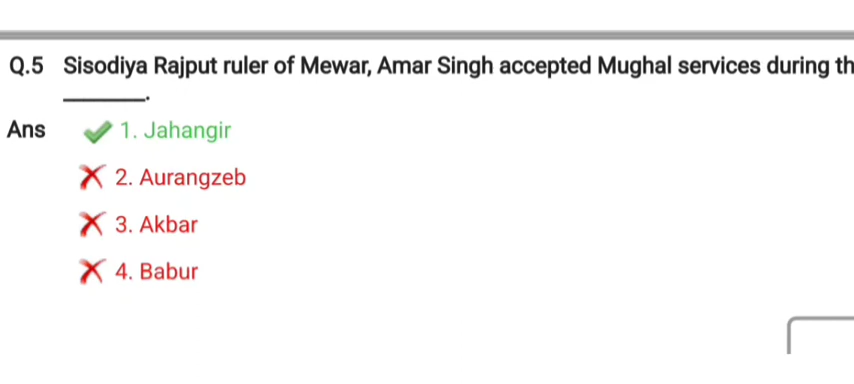 Q.5 Sisodiya Rajput ruler of Mewar, Amar Singh accepted Mughal services during th
________.
Ans 1. Jahangir
2. Aurangzeb
3. Akbar
4. Babur